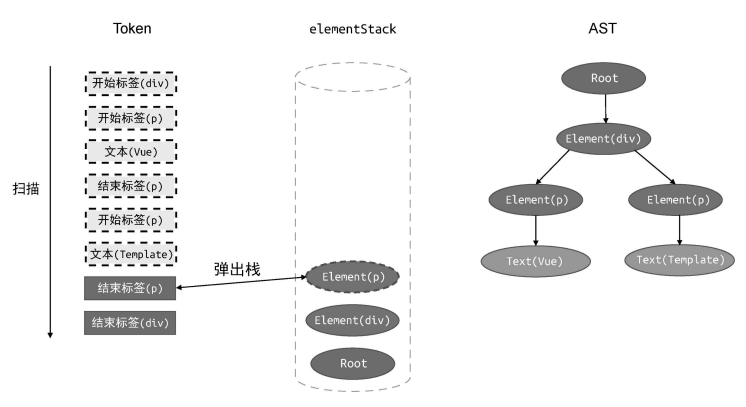 Token
elementStack
AST
扫描
开始标签(div)
开始标签(p)
文本(Vue)
结束标签(p)
开始标签(p)
文本(Template)
结束标签(p)
结束标签(div)
弹出栈
Element(p)
Element(div)
Root
Root
Element(div)
Element(p)
Element(p)
Text(Vue)
Text(Template)